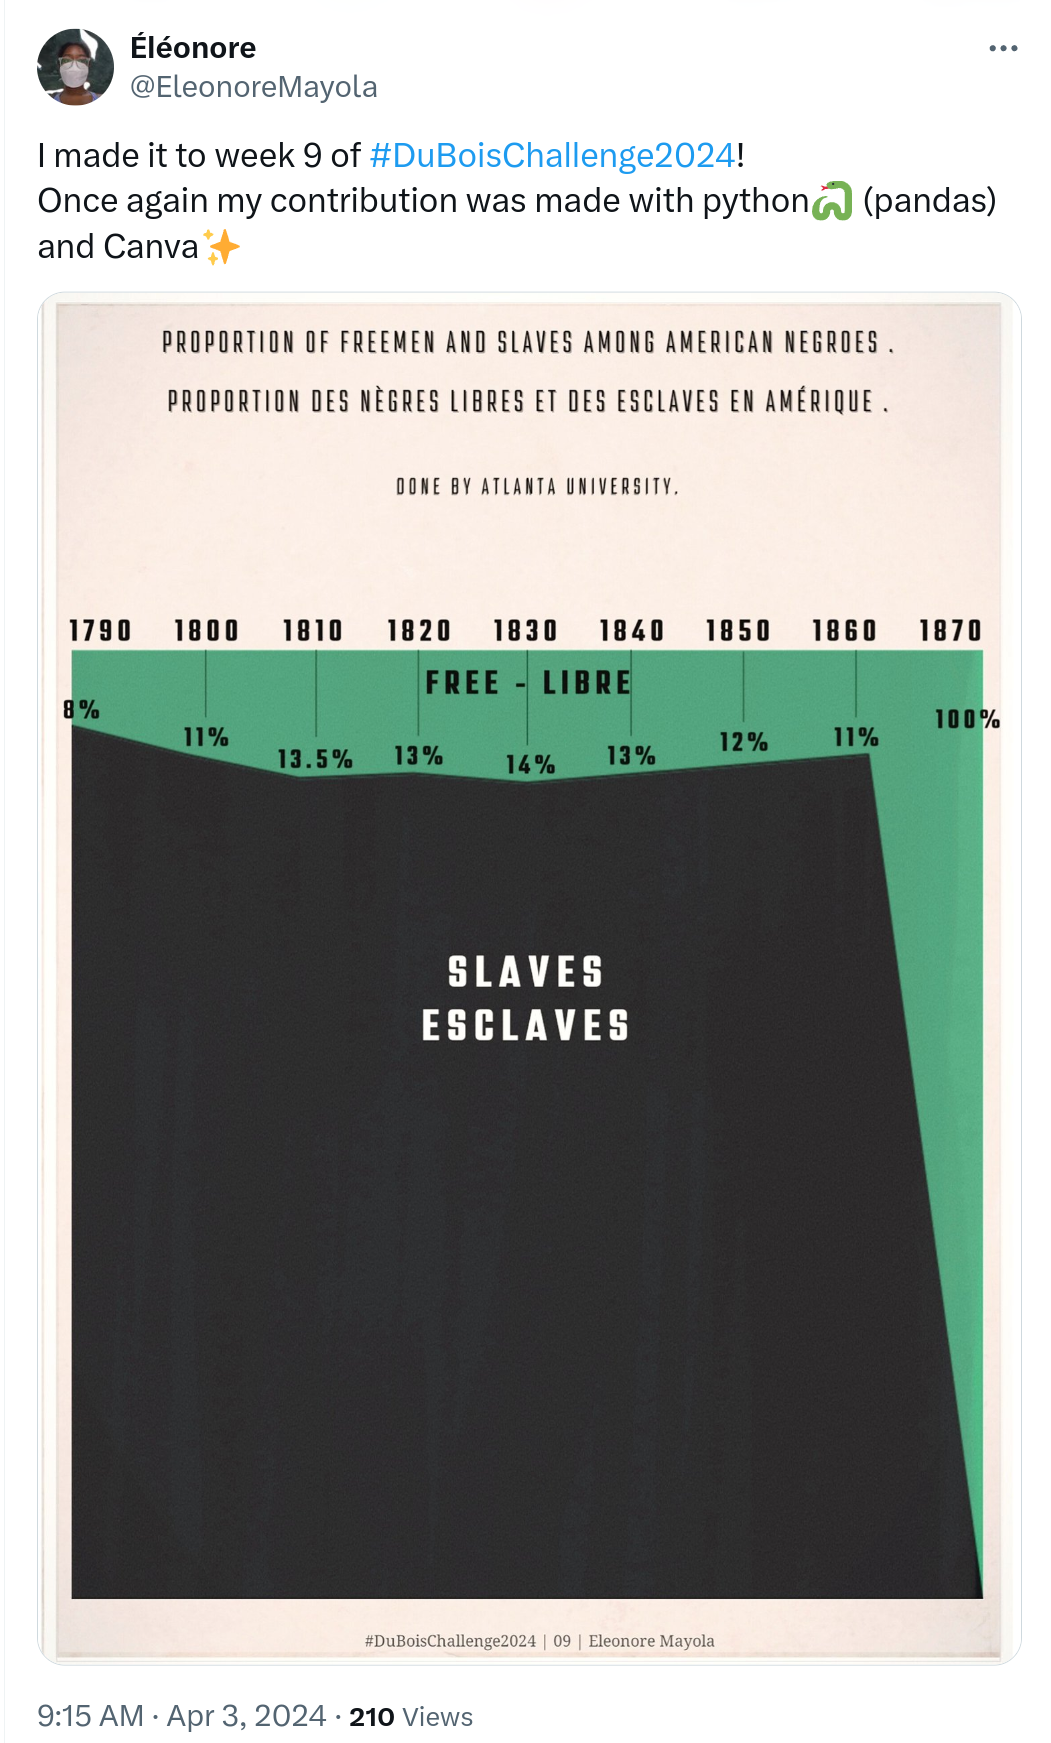 Éléonore
@EleonoreMayola
I made it to week 9 of #DuBoisChallenge2024!
Once again my contribution was made with python🐍 (pandas)
and Canva✨
PROPORTION OF FREEMEN AND SLAVES AMONG AMERICAN NEGROES .
PROPORTION DES NÈGRES LIBRES ET DES ESCLAVES EN AMÉRIQUE .
DONE BY ATLANTA UNIVERSITY.
1790 1800 1810 1820 1830 1840 1850 1860 1870
FREE - LIBRE
8% 11% 13.5% 13% 14% 13% 12% 11% 100%
SLAVES
ESCLAVES
#DuBoisChallenge2024 | 09 | Eleonore Mayola
9:15 AM · Apr 3, 2024 · 210 Views